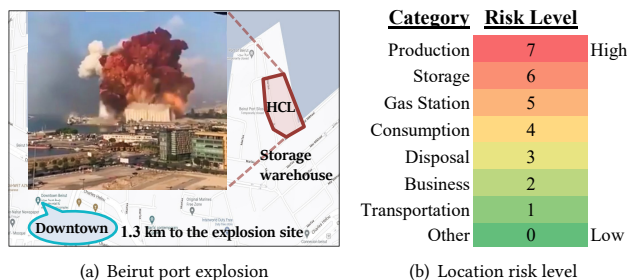 HCL
Storage
warehouse
Downtown
1.3 km to the explosion site
(a) Beirut port explosion
Category Risk Level
Production 7 High
Storage 6
Gas Station 5
Consumption 4
Disposal 3
Business 2
Transportation 1
Other 0 Low
(b) Location risk level